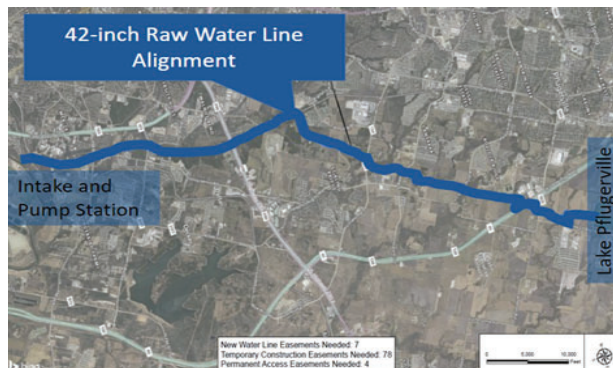 42-inch Raw Water Line
Alignment
Intake and
Pump Station
Lake Pflugerville
New Water Line Easements Needed: 7
Temporary Construction Easements Needed: 78
Permanent Access Easements Needed: 4
0 5,000 10,000
Feet